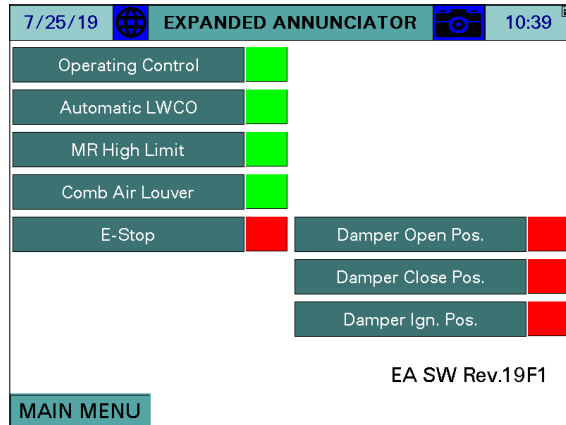 7/25/19 EXPANDED ANNUNCIATOR 10:39
Operating Control
Automatic LWCO
MR High Limit
Comb Air Louver
E-Stop Damper Open Pos.
Damper Close Pos.
Damper Ign. Pos.
EA SW Rev.19F1
MAIN MENU